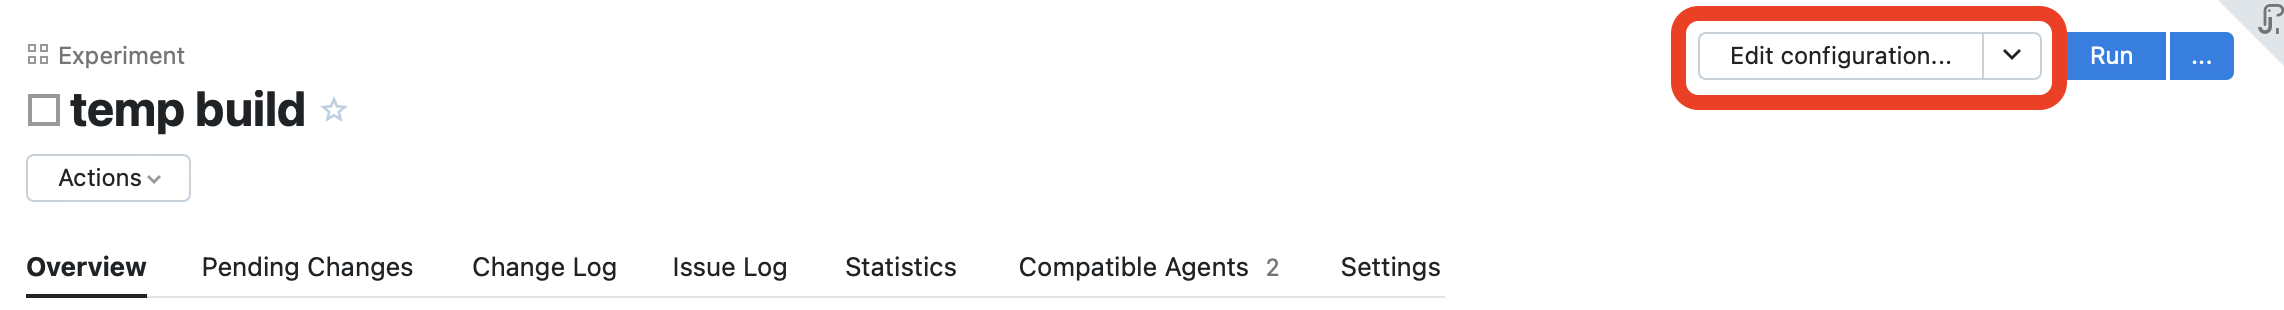 Experiment
Edit configuration...
Run
...
temp build
Actions
Overview Pending Changes Change Log Issue Log Statistics Compatible Agents 2 Settings